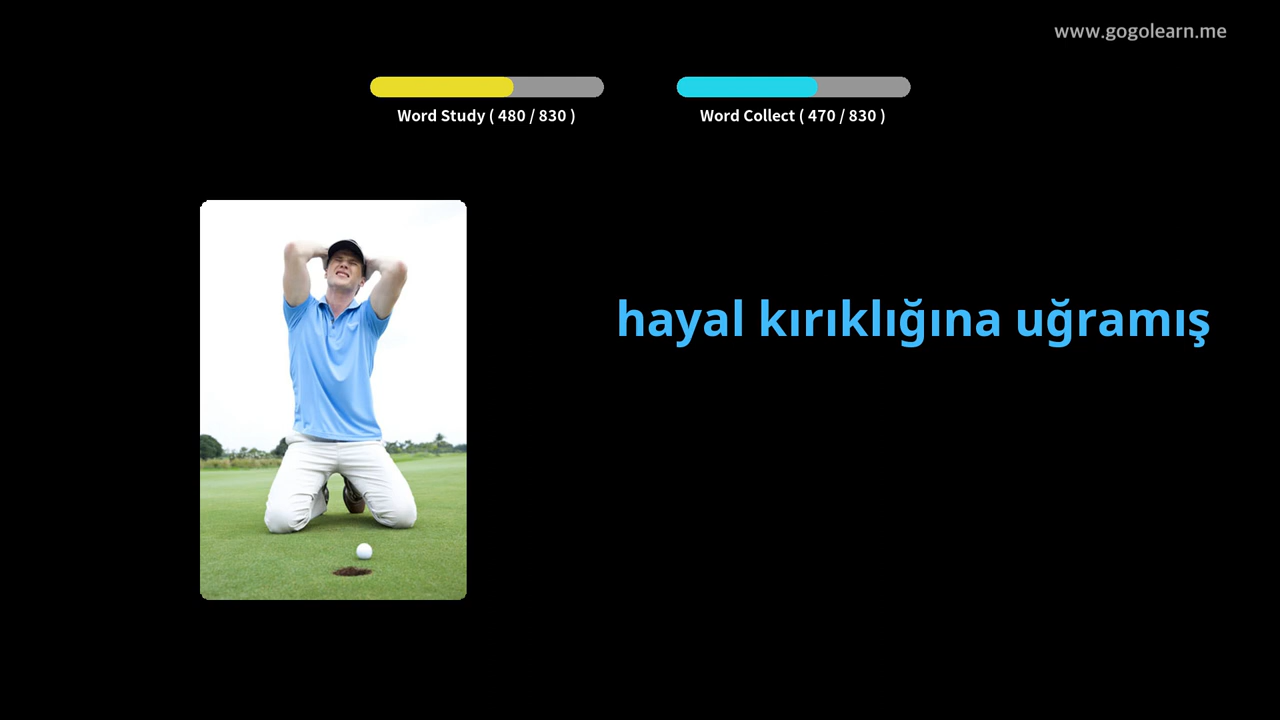 www.gogolearn.me
Word Study ( 480 / 830 )
Word Collect ( 470 / 830 )
hayal kırıklığına uğramış